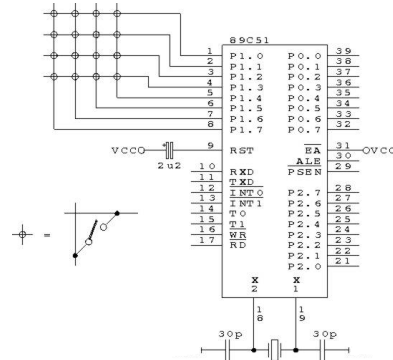 89C51
1 P1.0 P0.0 39
2 P1.1 P0.1 38
3 P1.2 P0.2 37
4 P1.3 P0.3 36
5 P1.4 P0.4 35
6 P1.5 P0.5 34
7 P1.6 P0.6 33
8 P1.7 P0.7 32
VCC + 9 RST EA 31 VCC
2u2 ALE 30
10 RXD PSEN 29
11 TXD
12 INT0 P2.7 28
13 INT1 P2.6 27
14 T0 P2.5 26
15 T1 P2.4 25
16 WR P2.3 24
17 RD P2.2 23
P2.1 22
P2.0 21
=
X X
2 1
1 1
8 9
30p 30p